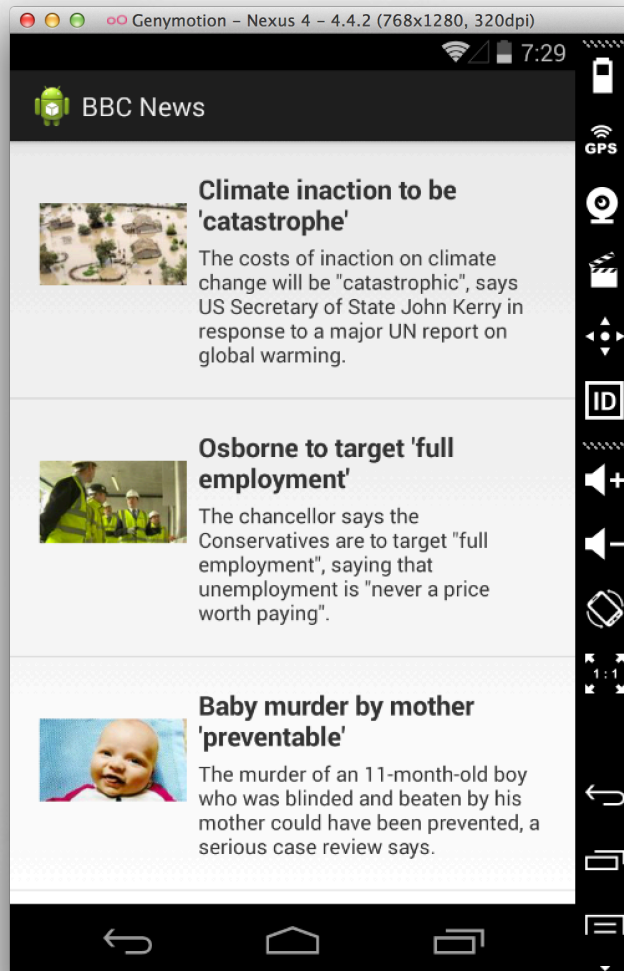 Genymotion – Nexus 4 – 4.4.2 (768x1280, 320dpi)
7:29
BBC News
GPS
Climate inaction to be
'catastrophe'
The costs of inaction on climate
change will be "catastrophic", says
US Secretary of State John Kerry in
response to a major UN report on
global warming.
ID
Osborne to target 'full
employment'
The chancellor says the
Conservatives are to target "full
employment", saying that
unemployment is "never a price
worth paying".
1:1
Baby murder by mother
'preventable'
The murder of an 11-month-old boy
who was blinded and beaten by his
mother could have been prevented, a
serious case review says.